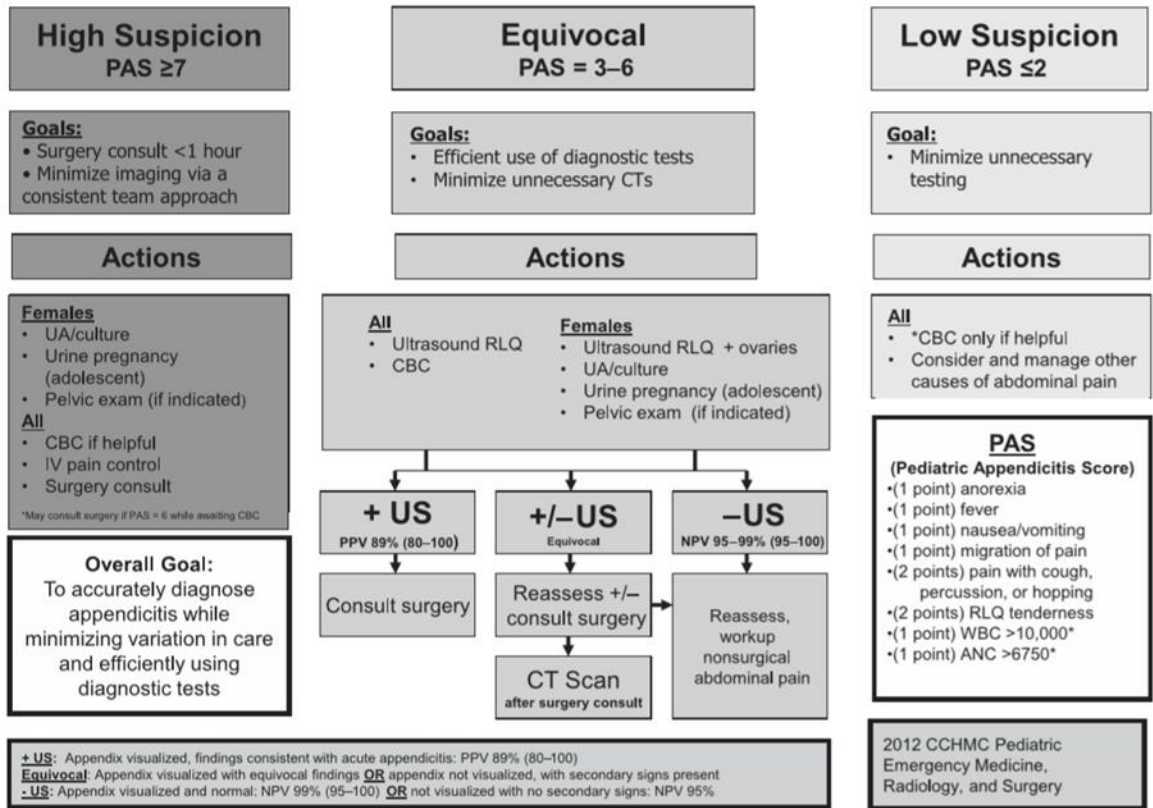 High Suspicion
PAS ≥7
Goals:
• Surgery consult <1 hour
• Minimize imaging via a
consistent team approach
Actions
Females
• UA/culture
• Urine pregnancy
(adolescent)
• Pelvic exam (if indicated)
All
• CBC if helpful
• IV pain control
• Surgery consult
*May consult surgery if PAS = 6 while awaiting CBC
Overall Goal:
To accurately diagnose
appendicitis while
minimizing variation in care
and efficiently using
diagnostic tests
Equivocal
PAS = 3–6
Goals:
• Efficient use of diagnostic tests
• Minimize unnecessary CTs
Actions
All
• Ultrasound RLQ
• CBC
Females
• Ultrasound RLQ + ovaries
• UA/culture
• Urine pregnancy (adolescent)
• Pelvic exam (if indicated)
+ US
PPV 89% (80–100)
Consult surgery
+/–US
Equivocal
Reassess +/–
consult surgery
CT Scan
after surgery consult
–US
NPV 95–99% (95–100)
Reassess,
workup
nonsurgical
abdominal pain
Low Suspicion
PAS ≤2
Goal:
• Minimize unnecessary
testing
Actions
All
• *CBC only if helpful
• Consider and manage other
causes of abdominal pain
PAS
(Pediatric Appendicitis Score)
•(1 point) anorexia
•(1 point) fever
•(1 point) nausea/vomiting
•(1 point) migration of pain
•(2 points) pain with cough,
percussion, or hopping
•(2 points) RLQ tenderness
•(1 point) WBC >10,000*
•(1 point) ANC >6750*
+ US: Appendix visualized, findings consistent with acute appendicitis: PPV 89% (80–100)
Equivocal: Appendix visualized with equivocal findings OR appendix not visualized, with secondary signs present
- US: Appendix visualized and normal: NPV 99% (95–100) OR not visualized with no secondary signs: NPV 95%
2012 CCHMC Pediatric
Emergency Medicine,
Radiology, and Surgery